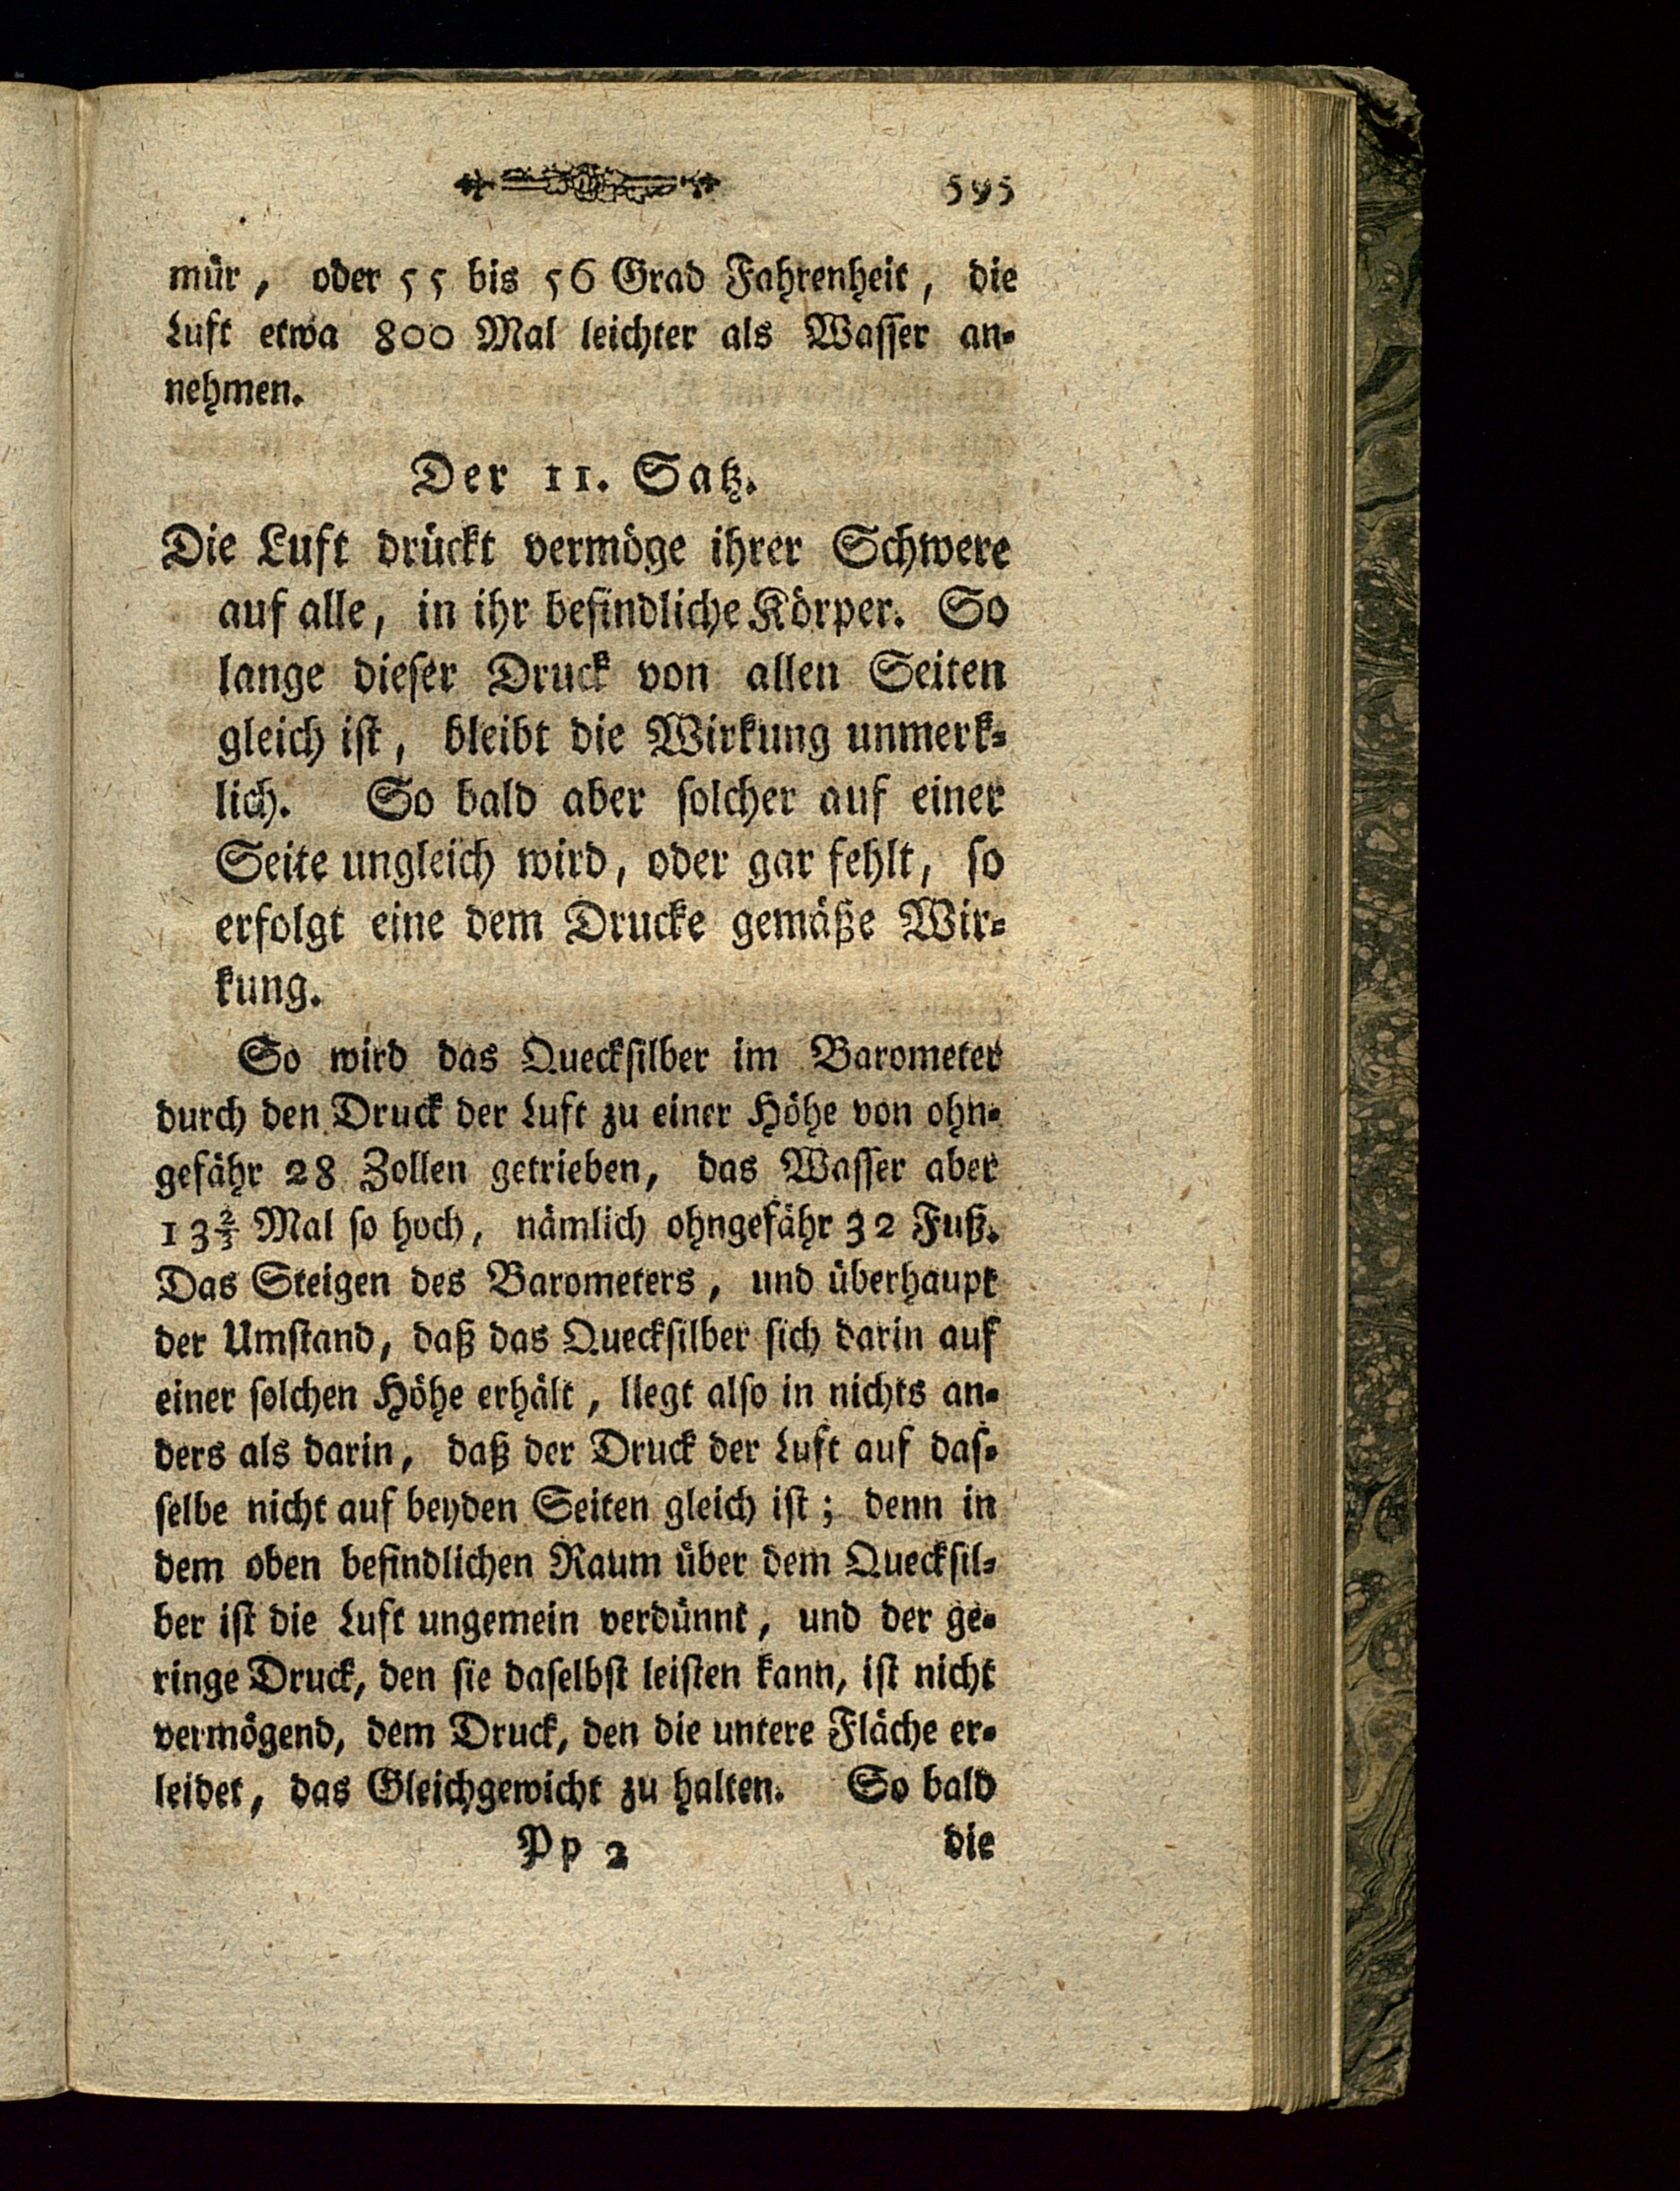 595
mür, oder 55 bis 56 Grad Fahrenheit, die
Luft etwa 800 Mal leichter als Waſſer an-
nehmen.
Der 11. Satz.
Die Luft drückt vermöge ihrer Schwere
auf alle, in ihr befindliche Körper. So
lange dieſer Druck von allen Seiten
gleich iſt, bleibt die Wirkung unmerk-
lich. So bald aber ſolcher auf einer
Seite ungleich wird, oder gar fehlt, ſo
erfolgt eine dem Drucke gemäße Wir-
kung.
So wird das Queckſilber im Barometer
durch den Druck der Luft zu einer Höhe von ohn-
gefähr 28 Zollen getrieben, das Waſſer aber
13⅔ Mal ſo hoch, nämlich ohngefähr 32 Fuß.
Das Steigen des Barometers, und überhaupt
der Umſtand, daß das Queckſilber ſich darin auf
einer ſolchen Höhe erhält, liegt alſo in nichts an-
ders als darin, daß der Druck der Luft auf daſ-
ſelbe nicht auf beyden Seiten gleich iſt; denn in
dem oben befindlichen Raum über dem Queckſil-
ber iſt die Luft ungemein verdünnt, und der ge-
ringe Druck, den ſie daſelbſt leiſten kann, iſt nicht
vermögend, dem Druck, den die untere Fläche er-
leidet, das Gleichgewicht zu halten. So bald
Pp 2 die